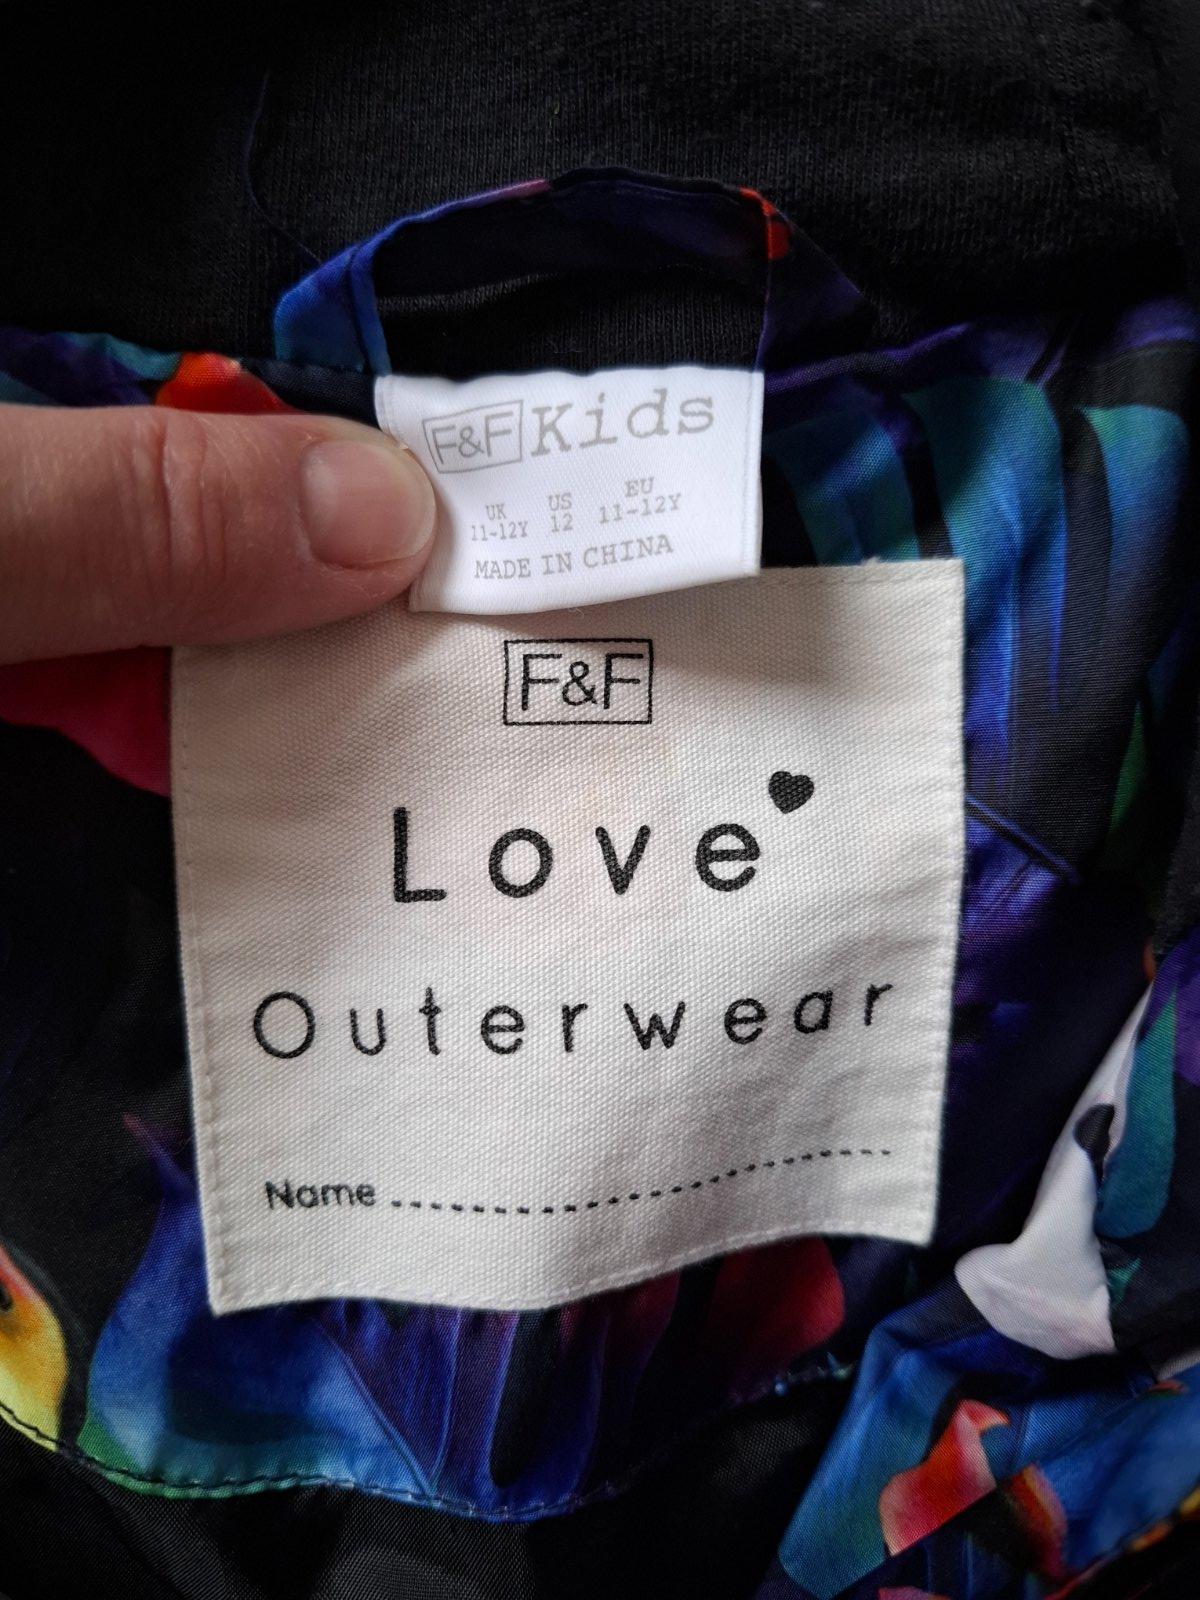 F&F Kids
UK US EU
11-12Y 12 11-12Y
MADE IN CHINA
F&F
Love
Outerwear
Name